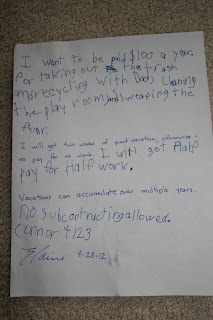 I want to be paid $100 a year.
for taking out the trash
and recycling with Dad, cleaning
the play room and sweeping the
floor.
I will get two weeks of paid vacation, otherwise -
no pay for no work. I will get Half
pay for Half work.
Vacations can accumulate over multiple years.
No subcontracting allowed.
connor 4123
4-23-12